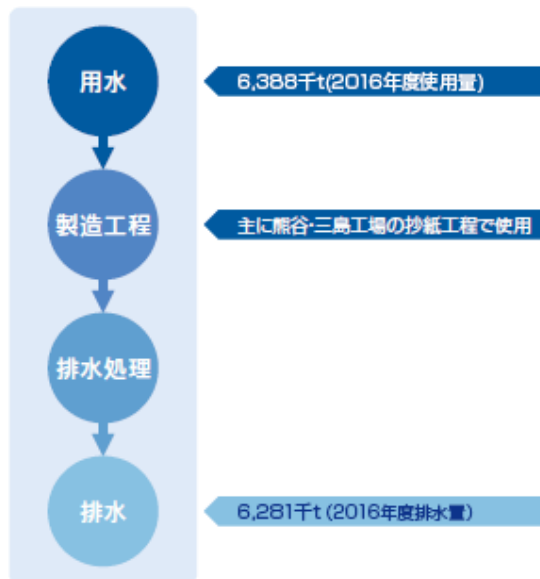 用水
6,388千t(2016年度使用量)
製造工程
主に熊谷・三島工場の抄紙工程で使用
排水処理
排水
6,281千t (2016年度排水量)